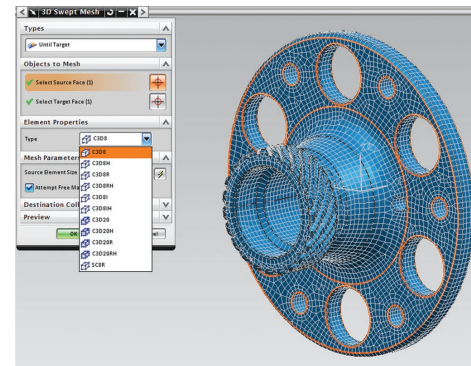 3D Swept Mesh
Types
Until Target
Objects to Mesh
Select Source Face (1)
Select Target Face (1)
Element Properties
Type
C3D8
C3D8
C3D8H
C3D8R
C3D8RH
C3D8I
C3D8IH
C3D20
C3D20H
C3D20R
C3D20RH
SC8R
Mesh Parameter
Source Element Size
Attempt Free Ma
Destination Coll
Preview
OK